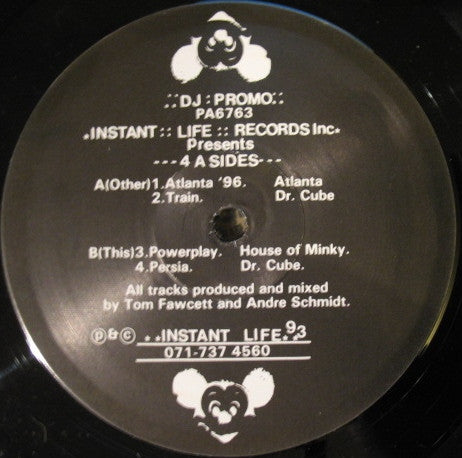 .::DJ : PROMO::.
PA6763
.INSTANT :: LIFE :: RECORDS Inc.
Presents
---4 A SIDES---
A(Other)1.Atlanta '96. Atlanta
2.Train. Dr. Cube
B(This)3.Powerplay. House of Minky.
4.Persia. Dr. Cube.
All tracks produced and mixed
by Tom Fawcett and Andre Schmidt.
℗&© ..INSTANT LIFE.93
071-737 4560